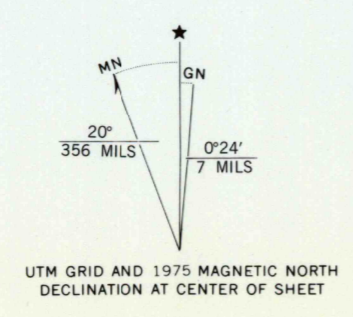 MN
GN
20°
356 MILS
0°24'
7 MILS
UTM GRID AND 1975 MAGNETIC NORTH
DECLINATION AT CENTER OF SHEET